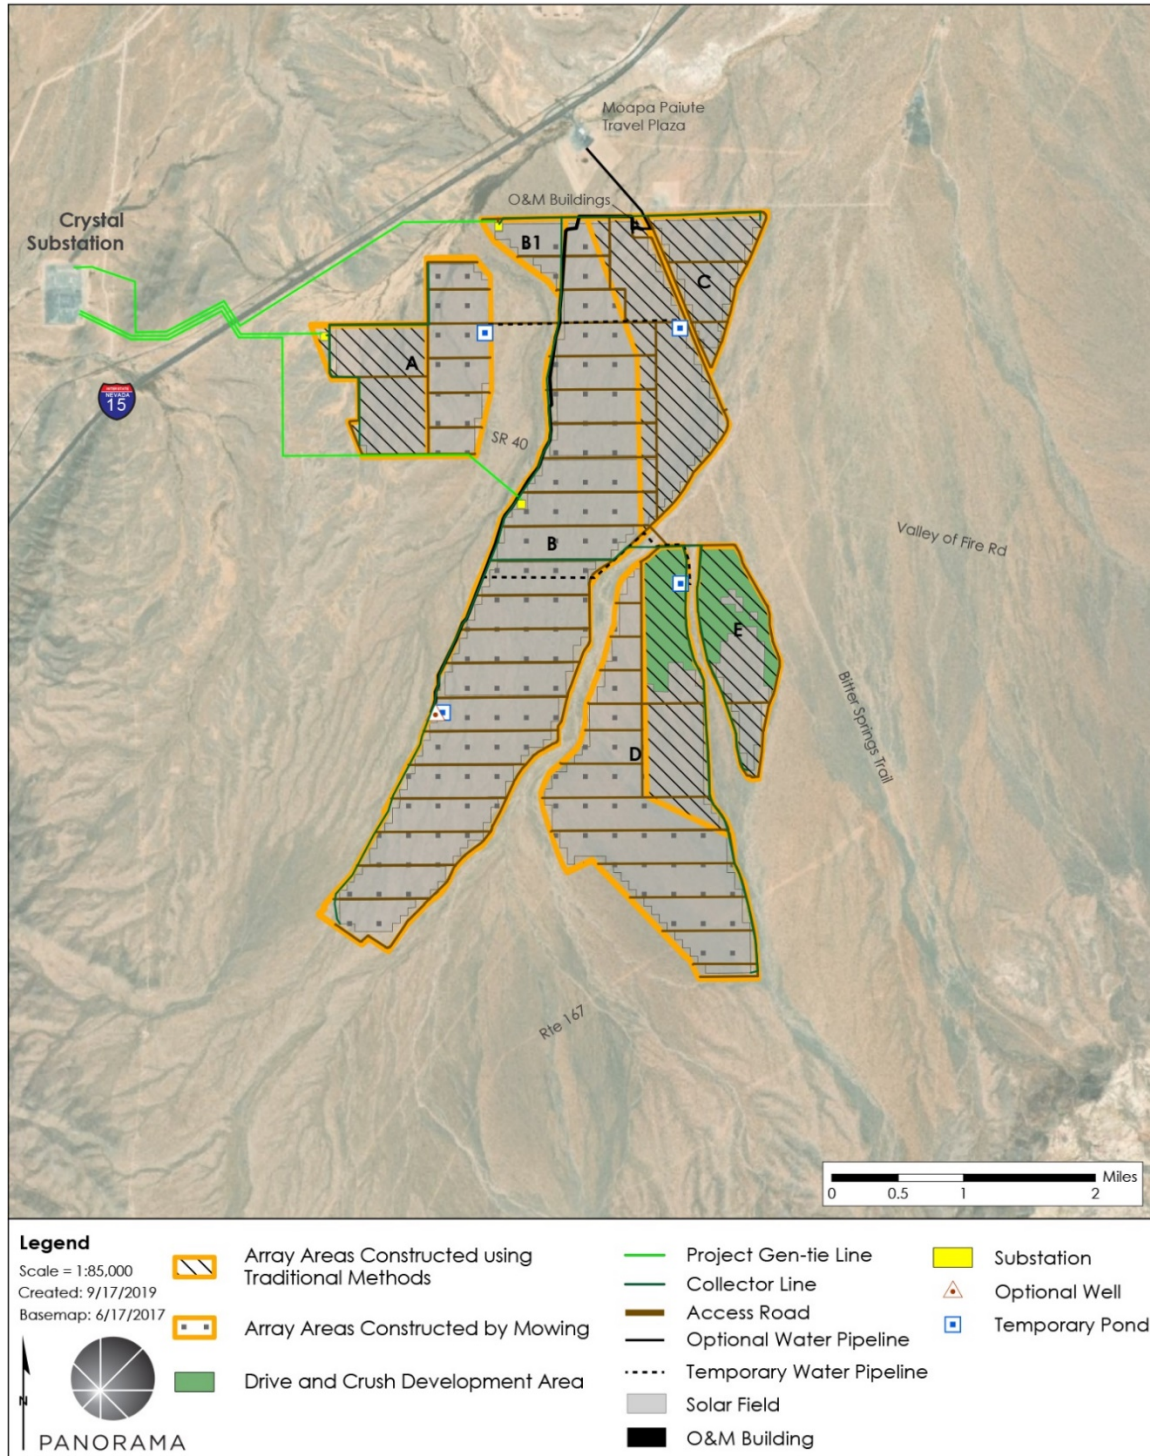 Moapa Paiute
Travel Plaza
O&M Buildings
Crystal
Substation
B1
C
A
INTERSTATE
NEVADA
15
SR 40
B
Valley of Fire Rd
E
Bitter Springs Trail
D
Rte 167
Miles
0 0.5 1 2
Legend
Scale = 1:85,000
Created: 9/17/2019
Basemap: 6/17/2017
N
PANORAMA
Array Areas Constructed using
Traditional Methods
Array Areas Constructed by Mowing
Drive and Crush Development Area
Project Gen-tie Line
Collector Line
Access Road
Optional Water Pipeline
Temporary Water Pipeline
Solar Field
O&M Building
Substation
Optional Well
Temporary Pond